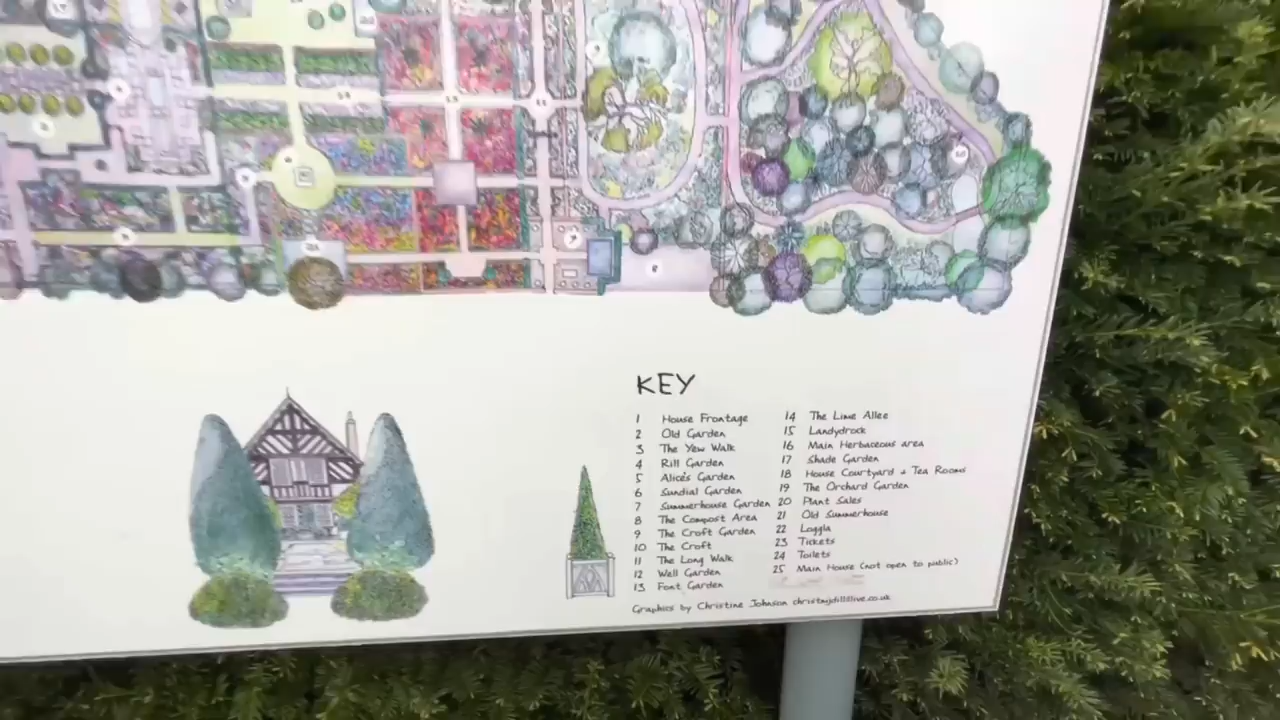 KEY
1 House Frontage
2 Old Garden
3 The Yew Walk
4 Rill Garden
5 Alice's Garden
6 Sundial Garden
7 Summerhouse Garden
8 The Compost Area
9 The Croft Garden
10 The Croft
11 The Long Walk
12 Well Garden
13 Font Garden
14 The Lime Allee
15 Landydrock
16 Main Herbaceous area
17 Shade Garden
18 House Courtyard + Tea Rooms
19 The Orchard Garden
20 Plant Sales
21 Old Summerhouse
22 Loggia
23 Tickets
24 Toilets
25 Main House (not open to public)
Graphics by Christine Johnson